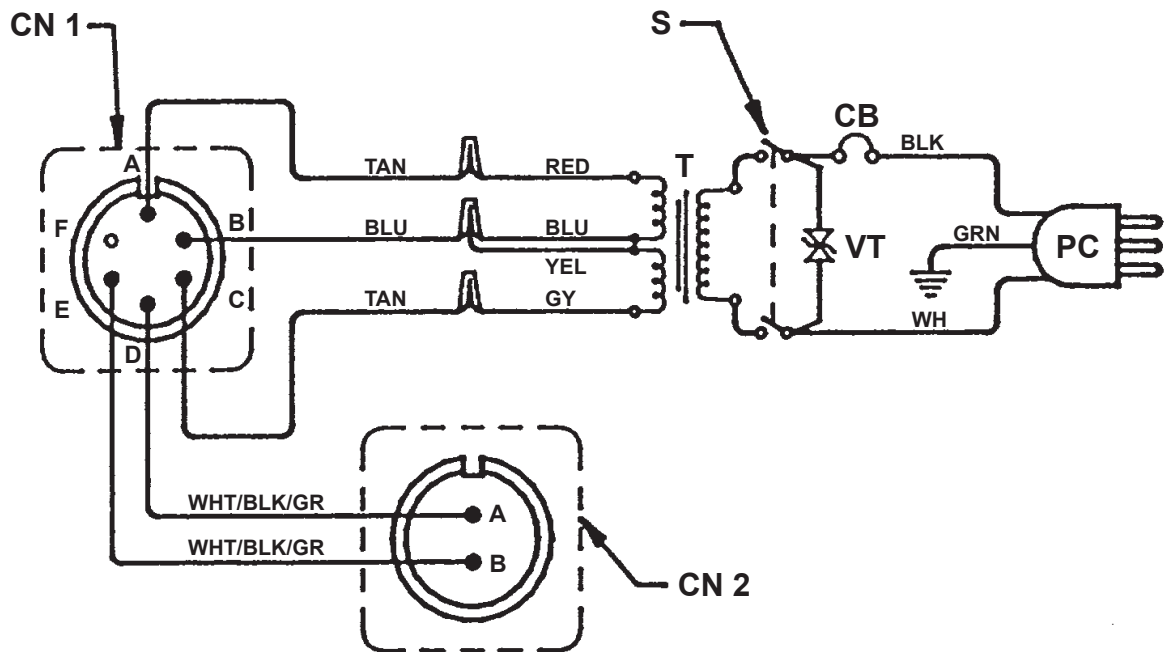 CN 1
S
CB
BLK
A
TAN
RED
T
F
B
BLU
BLU
VT
GRN
PC
YEL
E
C
TAN
GY
WH
D
WHT/BLK/GR
A
WHT/BLK/GR
B
CN 2